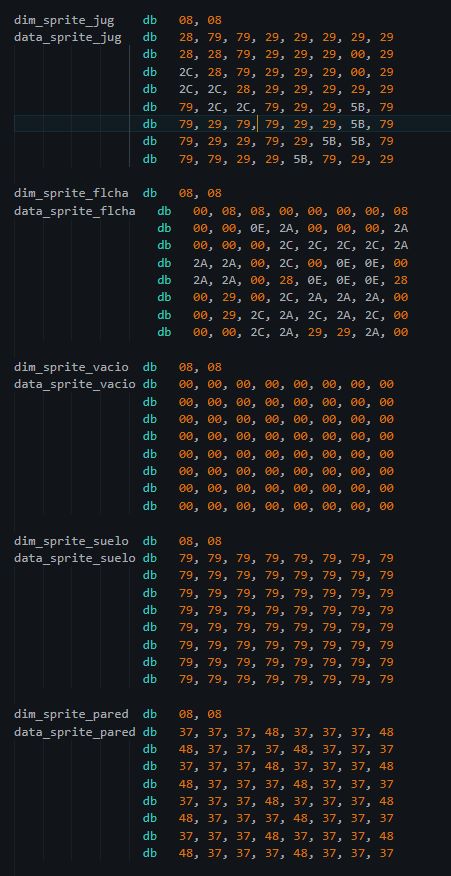 dim_sprite_jug db 08, 08
data_sprite_jug db 28, 79, 79, 29, 29, 29, 29, 29
db 28, 28, 79, 29, 29, 29, 00, 29
db 2C, 28, 79, 29, 29, 29, 00, 29
db 2C, 2C, 28, 29, 29, 29, 29, 29
db 79, 2C, 2C, 79, 29, 29, 5B, 79
db 79, 29, 79, 79, 29, 29, 5B, 79
db 79, 79, 79, 29, 29, 5B, 5B, 79
db 79, 79, 29, 29, 5B, 79, 29, 29
dim_sprite_flcha db 08, 08
data_sprite_flcha db 00, 08, 08, 00, 00, 00, 00, 08
db 00, 00, 0E, 2A, 00, 00, 00, 2A
db 00, 00, 00, 2C, 2C, 2C, 2C, 2A
db 2A, 2A, 00, 2C, 00, 0E, 0E, 00
db 2A, 2A, 00, 28, 0E, 0E, 0E, 28
db 00, 29, 00, 2C, 2A, 2A, 2A, 00
db 00, 29, 2C, 2A, 2C, 2A, 2C, 00
db 00, 00, 2C, 2A, 29, 29, 2A, 00
dim_sprite_vacio db 08, 08
data_sprite_vacio db 00, 00, 00, 00, 00, 00, 00, 00
db 00, 00, 00, 00, 00, 00, 00, 00
db 00, 00, 00, 00, 00, 00, 00, 00
db 00, 00, 00, 00, 00, 00, 00, 00
db 00, 00, 00, 00, 00, 00, 00, 00
db 00, 00, 00, 00, 00, 00, 00, 00
db 00, 00, 00, 00, 00, 00, 00, 00
db 00, 00, 00, 00, 00, 00, 00, 00
dim_sprite_suelo db 08, 08
data_sprite_suelo db 79, 79, 79, 79, 79, 79, 79, 79
db 79, 79, 79, 79, 79, 79, 79, 79
db 79, 79, 79, 79, 79, 79, 79, 79
db 79, 79, 79, 79, 79, 79, 79, 79
db 79, 79, 79, 79, 79, 79, 79, 79
db 79, 79, 79, 79, 79, 79, 79, 79
db 79, 79, 79, 79, 79, 79, 79, 79
db 79, 79, 79, 79, 79, 79, 79, 79
dim_sprite_pared db 08, 08
data_sprite_pared db 37, 37, 37, 48, 37, 37, 37, 48
db 48, 37, 37, 37, 48, 37, 37, 37
db 37, 37, 37, 48, 37, 37, 37, 48
db 48, 37, 37, 37, 48, 37, 37, 37
db 37, 37, 37, 48, 37, 37, 37, 48
db 48, 37, 37, 37, 48, 37, 37, 37
db 37, 37, 37, 48, 37, 37, 37, 48
db 48, 37, 37, 37, 48, 37, 37, 37